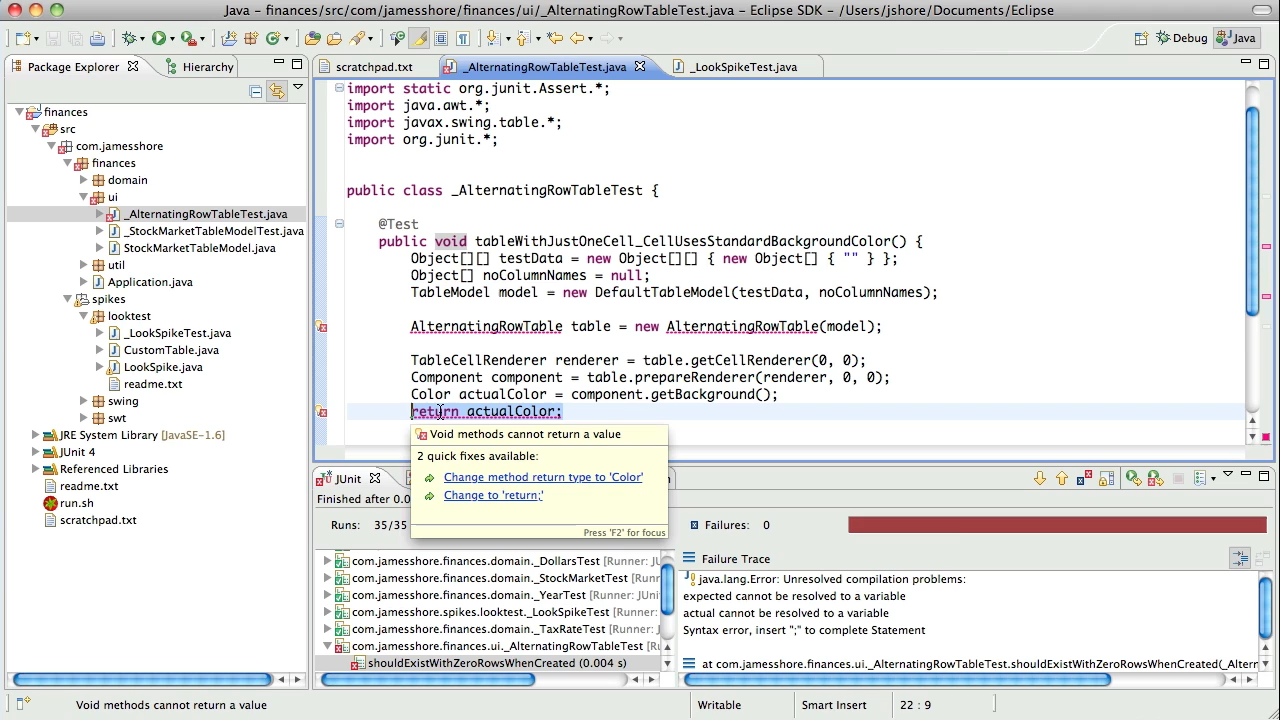 Java - finances/src/com/jamesshore/finances/ui/_AlternatingRowTableTest.java - Eclipse SDK - /Users/jshore/Documents/Eclipse
Debug Java
Package Explorer Hierarchy
scratchpad.txt _AlternatingRowTableTest.java _LookSpikeTest.java
finances
src
com.jamesshore
finances
domain
ui
_AlternatingRowTableTest.java
_StockMarketTableModelTest.java
StockMarketTableModel.java
util
Application.java
spikes
looktest
_LookSpikeTest.java
CustomTable.java
LookSpike.java
readme.txt
swing
swt
JRE System Library [JavaSE-1.6]
JUnit 4
Referenced Libraries
readme.txt
run.sh
scratchpad.txt
import static org.junit.Assert.*;
import java.awt.*;
import javax.swing.table.*;
import org.junit.*;
public class _AlternatingRowTableTest {
@Test
public void tableWithJustOneCell_CellUsesStandardBackgroundColor() {
Object[][] testData = new Object[][] { new Object[] { "" } };
Object[] noColumnNames = null;
TableModel model = new DefaultTableModel(testData, noColumnNames);
AlternatingRowTable table = new AlternatingRowTable(model);
TableCellRenderer renderer = table.getCellRenderer(0, 0);
Component component = table.prepareRenderer(renderer, 0, 0);
Color actualColor = component.getBackground();
return actualColor;
Void methods cannot return a value
2 quick fixes available:
Change method return type to 'Color'
Change to 'return;'
Press 'F2' for focus
JUnit
Finished after 0.0
Runs: 35/35
Failures: 0
com.jamesshore.finances.domain._DollarsTest [Runner: JU
com.jamesshore.finances.domain._StockMarketTest [Runner:
com.jamesshore.finances.domain._YearTest [Runner: JUnit
com.jamesshore.spikes.looktest._LookSpikeTest [Runner: J
com.jamesshore.finances.domain._TaxRateTest [Runner: JU
com.jamesshore.finances.ui._AlternatingRowTableTest [Run
shouldExistWithZeroRowsWhenCreated (0.004 s)
Failure Trace
java.lang.Error: Unresolved compilation problems:
expected cannot be resolved to a variable
actual cannot be resolved to a variable
Syntax error, insert ";" to complete Statement
at com.jamesshore.finances.ui._AlternatingRowTableTest.shouldExistWithZeroRowsWhenCreated(_Altern
Void methods cannot return a value
Writable
Smart Insert
22 : 9